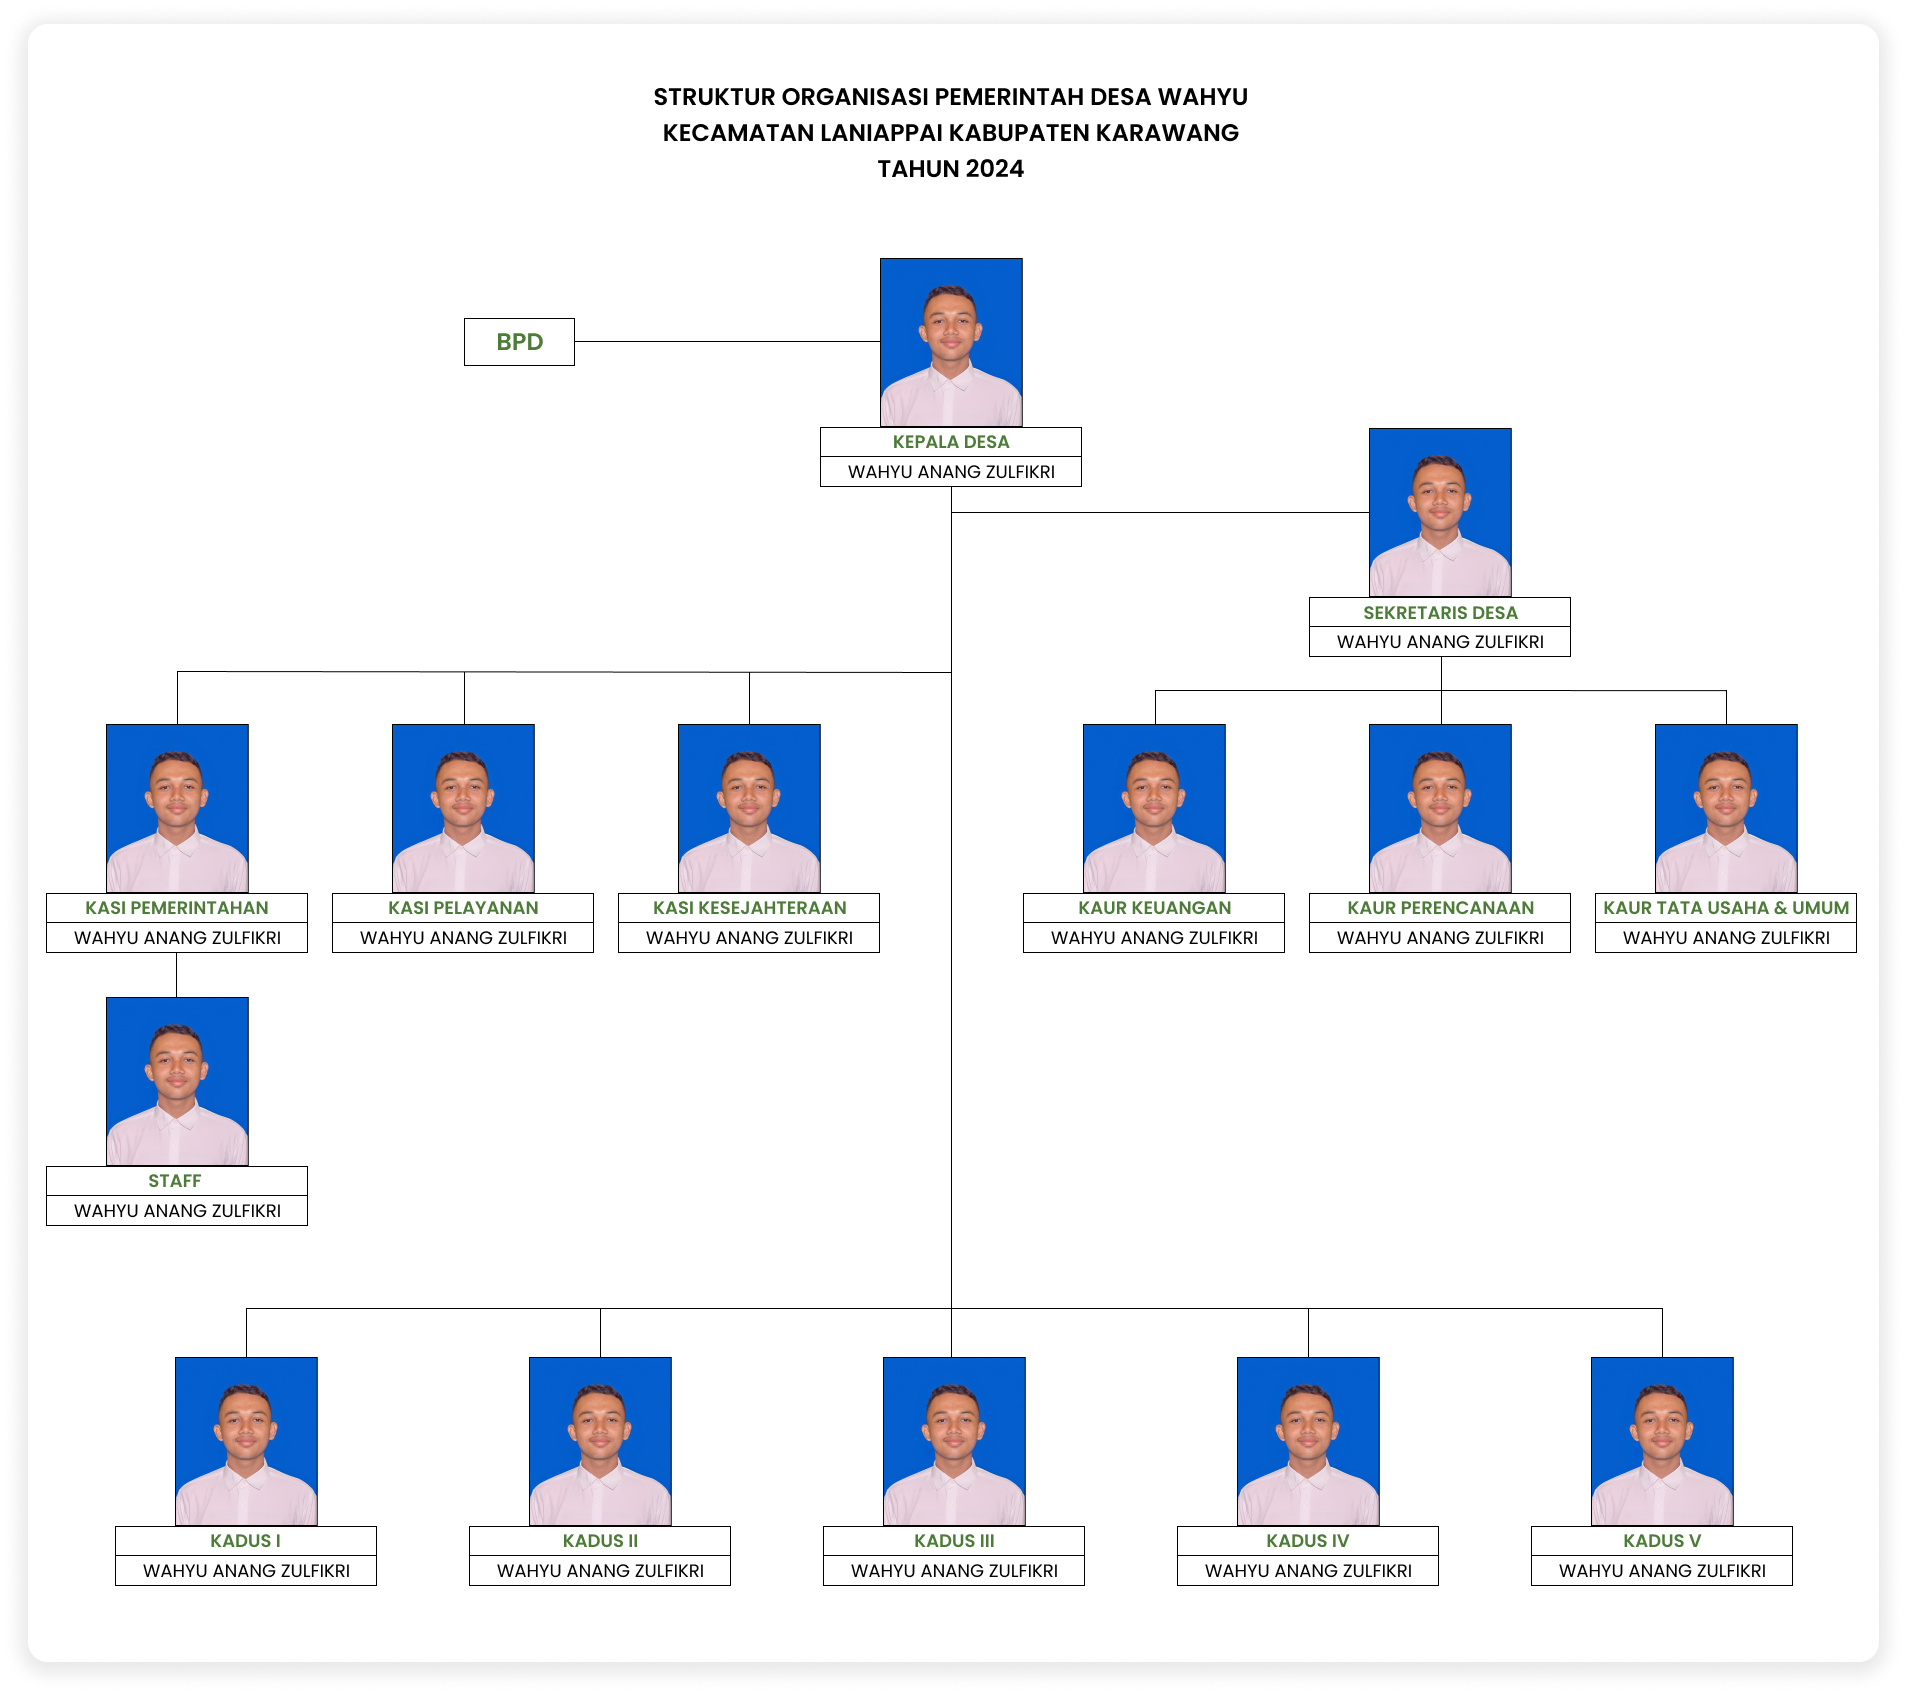 STRUKTUR ORGANISASI PEMERINTAH DESA WAHYU
KECAMATAN LANIAPPAI KABUPATEN KARAWANG
TAHUN 2024
BPD
KEPALA DESA
WAHYU ANANG ZULFIKRI
SEKRETARIS DESA
WAHYU ANANG ZULFIKRI
KASI PEMERINTAHAN
WAHYU ANANG ZULFIKRI
KASI PELAYANAN
WAHYU ANANG ZULFIKRI
KASI KESEJAHTERAAN
WAHYU ANANG ZULFIKRI
KAUR KEUANGAN
WAHYU ANANG ZULFIKRI
KAUR PERENCANAAN
WAHYU ANANG ZULFIKRI
KAUR TATA USAHA & UMUM
WAHYU ANANG ZULFIKRI
STAFF
WAHYU ANANG ZULFIKRI
KADUS I
WAHYU ANANG ZULFIKRI
KADUS II
WAHYU ANANG ZULFIKRI
KADUS III
WAHYU ANANG ZULFIKRI
KADUS IV
WAHYU ANANG ZULFIKRI
KADUS V
WAHYU ANANG ZULFIKRI